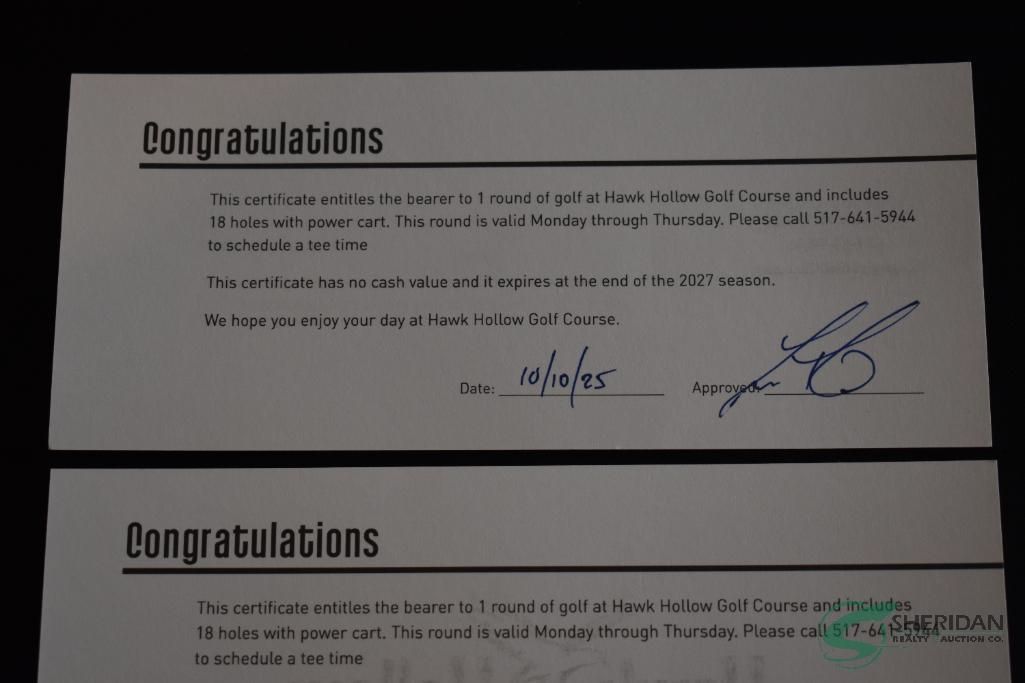 Congratulations
This certificate entitles the bearer to 1 round of golf at Hawk Hollow Golf Course and includes
18 holes with power cart. This round is valid Monday through Thursday. Please call 517-641-5944
to schedule a tee time
This certificate has no cash value and it expires at the end of the 2027 season.
We hope you enjoy your day at Hawk Hollow Golf Course.
Date: 10/10/25 Approved:
Congratulations
This certificate entitles the bearer to 1 round of golf at Hawk Hollow Golf Course and includes
18 holes with power cart. This round is valid Monday through Thursday. Please call 517-641-5944
to schedule a tee time
SHERIDAN
REALTY & AUCTION CO.